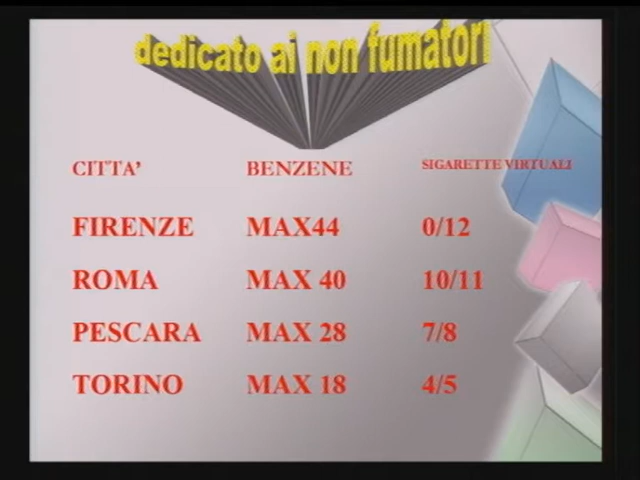 dedicato ai non fumatori
CITTA' BENZENE SIGARETTE VIRTUALI
FIRENZE MAX44 0/12
ROMA MAX 40 10/11
PESCARA MAX 28 7/8
TORINO MAX 18 4/5